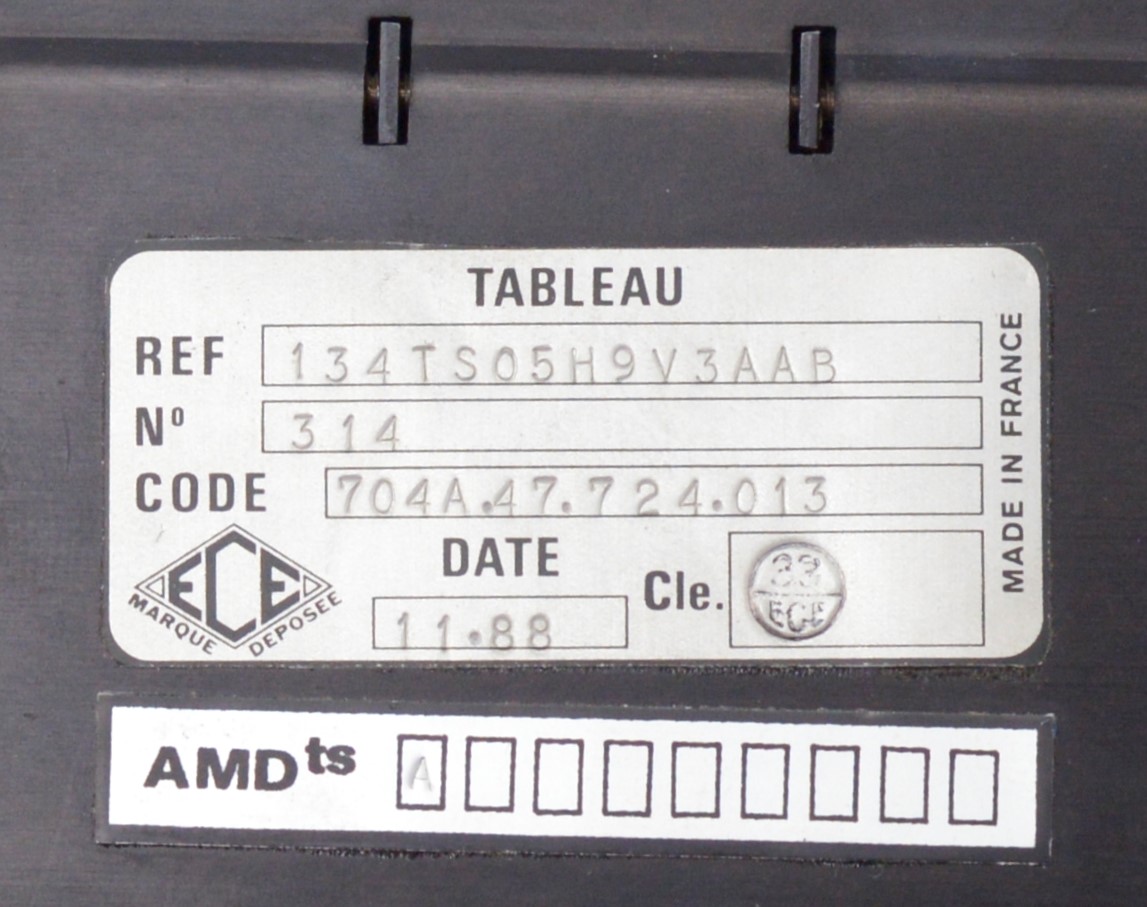 TABLEAU
REF 134TS05H9V3AAB
Nº 314
CODE 704A.47.724.013
DATE
11.88
Cle.
33
ECE
ECE
MARQUE DEPOSEE
MADE IN FRANCE
AMDts A